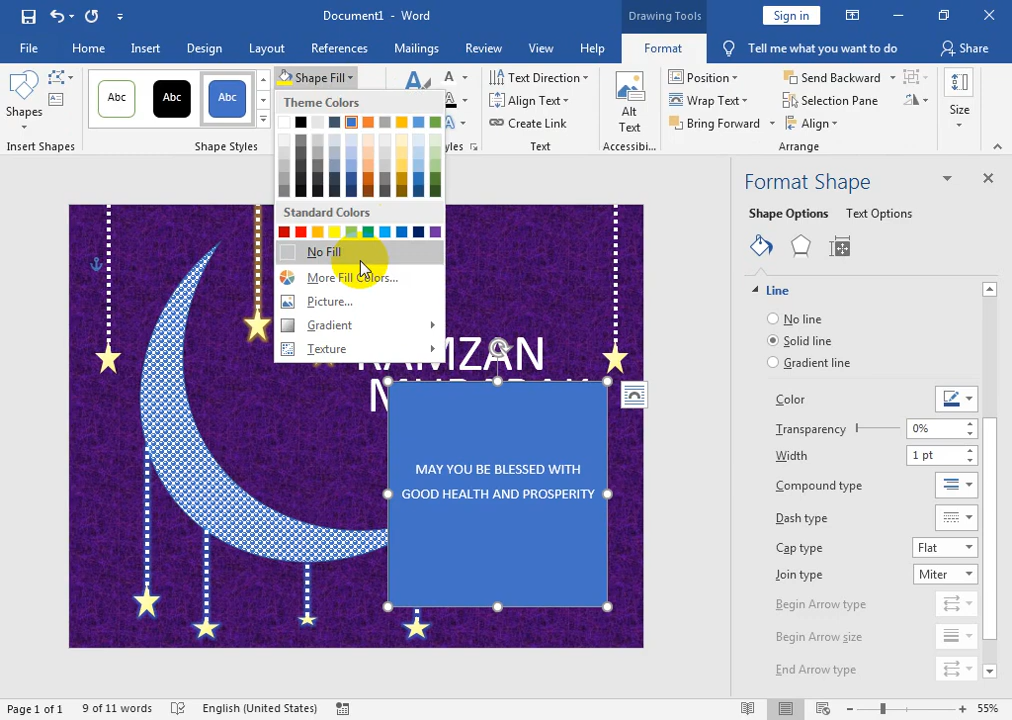 Document1 - Word
Drawing Tools
Sign in
File Home Insert Design Layout References Mailings Review View Help Format Tell me what you want to do Share
Shapes
Abc Abc Abc
Shape Fill
Text Direction
Align Text
Create Link
Alt
Text
Position
Wrap Text
Bring Forward
Send Backward
Selection Pane
Align
Size
Insert Shapes Shape Styles Text Accessibi... Arrange
Theme Colors
Standard Colors
No Fill
More Fill Colors...
Picture...
Gradient
Texture
RAMZAN
MAY YOU BE BLESSED WITH
GOOD HEALTH AND PROSPERITY
Format Shape
Shape Options Text Options
Line
No line
Solid line
Gradient line
Color
Transparency 0%
Width 1 pt
Compound type
Dash type
Cap type Flat
Join type Miter
Begin Arrow type
Begin Arrow size
End Arrow type
Page 1 of 1 9 of 11 words English (United States) 55%